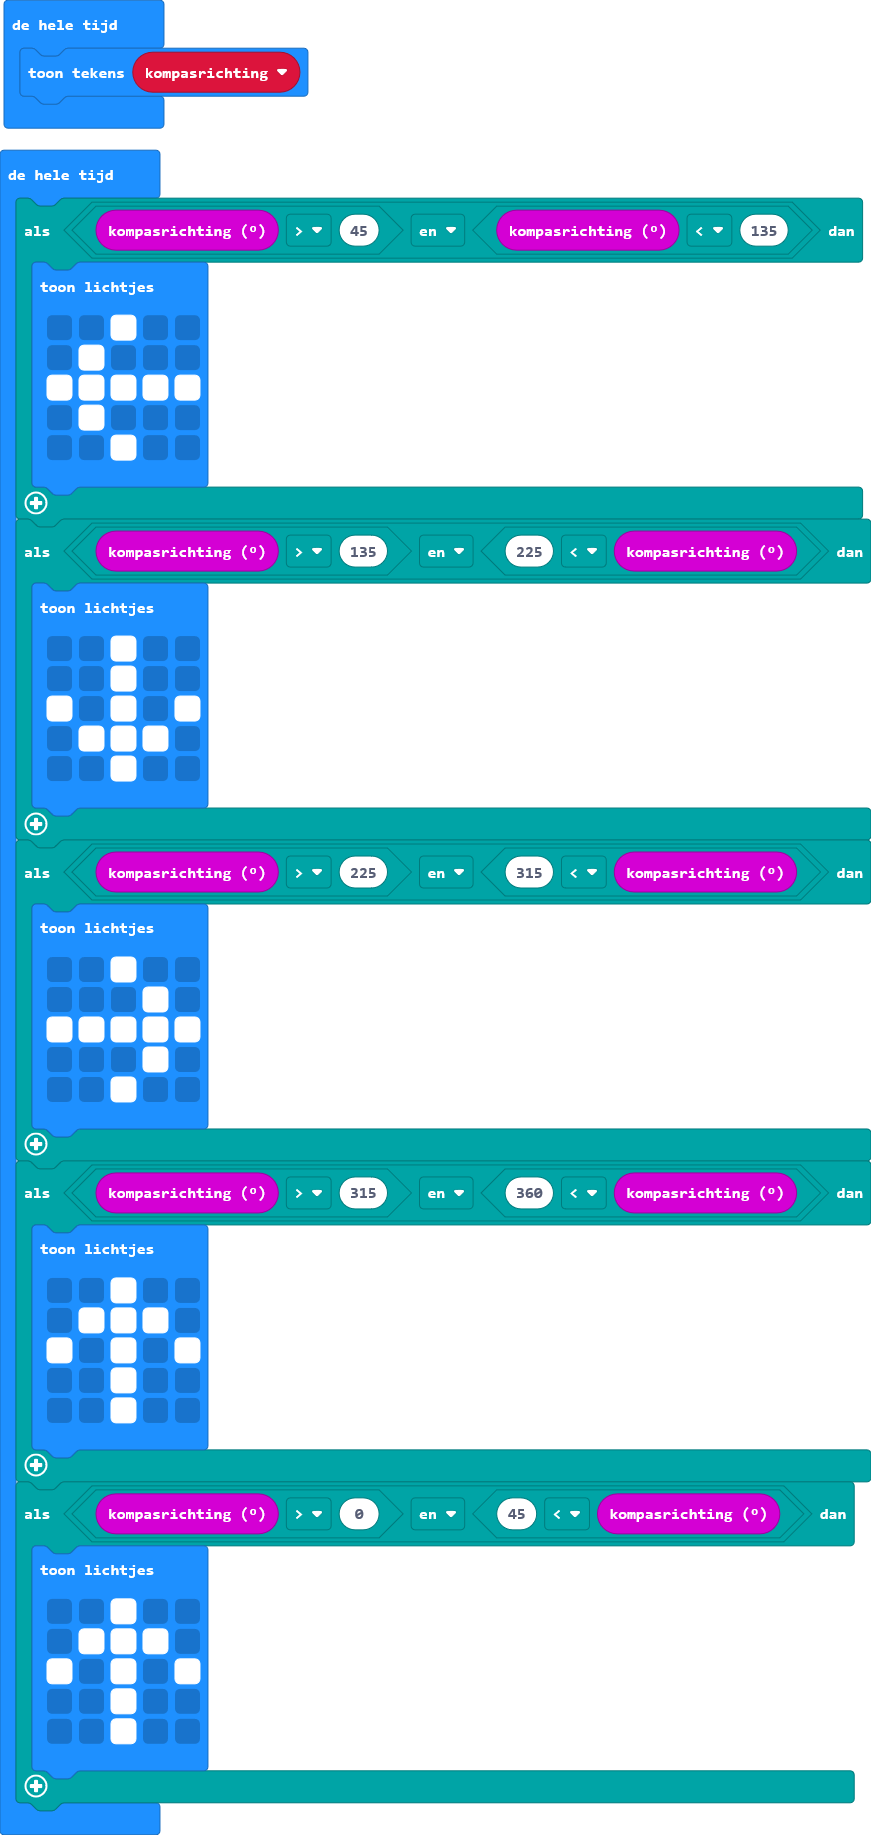 de hele tijd
toon tekens kompasrichting
de hele tijd
als kompasrichting (°) > 45 en kompasrichting (°) < 135 dan
toon lichtjes
als kompasrichting (°) > 135 en 225 < kompasrichting (°) dan
toon lichtjes
als kompasrichting (°) > 225 en 315 < kompasrichting (°) dan
toon lichtjes
als kompasrichting (°) > 315 en 360 < kompasrichting (°) dan
toon lichtjes
als kompasrichting (°) > 0 en 45 < kompasrichting (°) dan
toon lichtjes